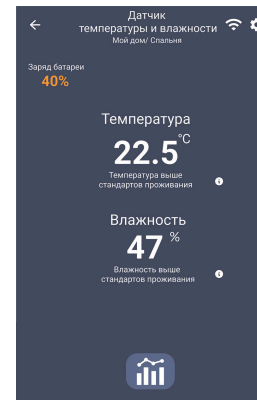 Датчик
температуры и влажности
Мой дом/ Спальня
Заряд батареи
40%
Температура
22.5°C
Температура выше
стандартов проживания
Влажность
47 %
Влажность выше
стандартов проживания